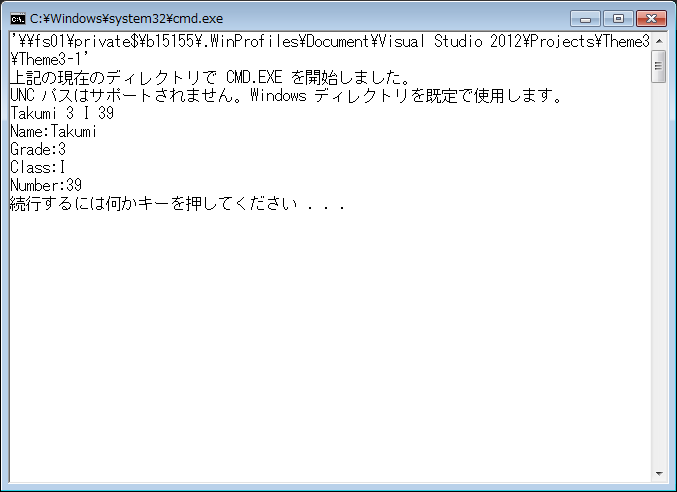 C:¥Windows¥system32¥cmd.exe
'¥¥fs01¥private$¥b15155¥.WinProfiles¥Document¥Visual Studio 2012¥Projects¥Theme3
¥Theme3-1'
上記の現在のディレクトリで CMD.EXE を開始しました。
UNC パスはサポートされません。Windows ディレクトリを既定で使用します。
Takumi 3 I 39
Name:Takumi
Grade:3
Class:I
Number:39
続行するには何かキーを押してください . . .